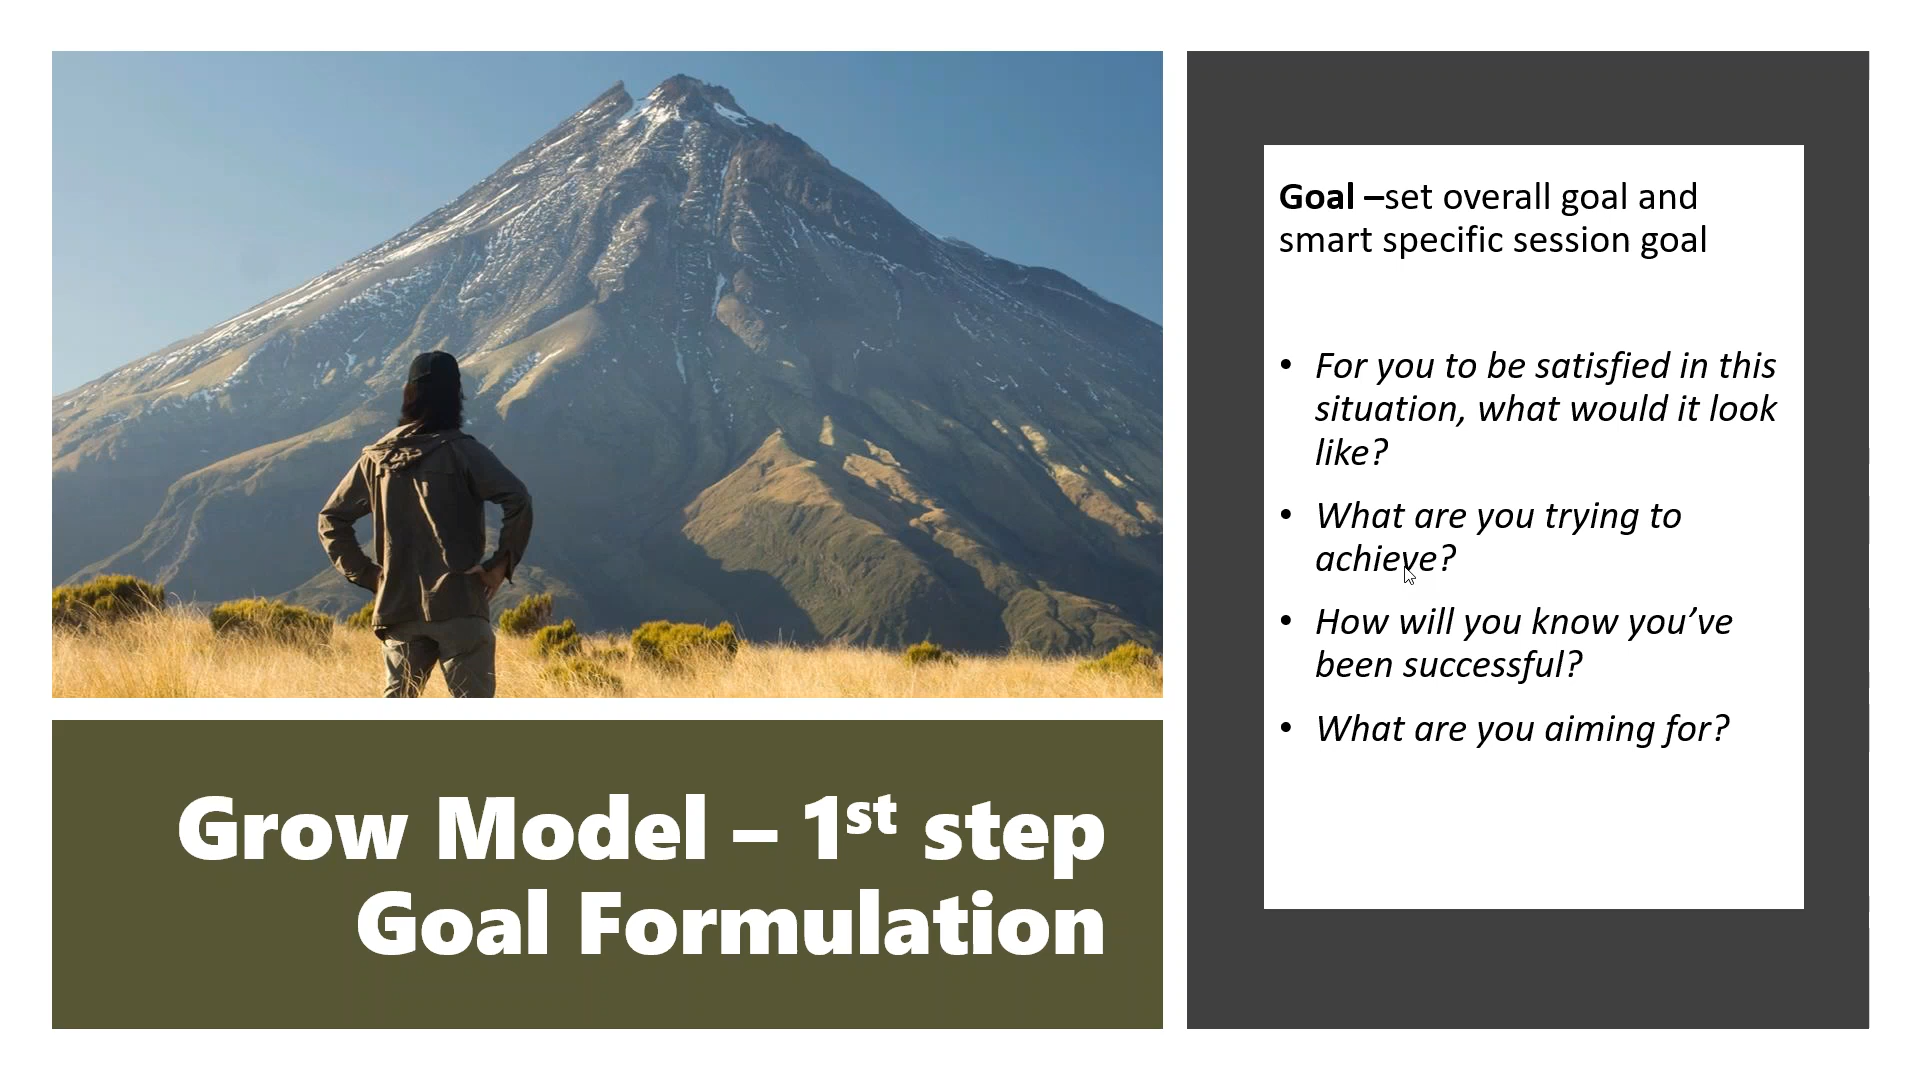 Grow Model – 1st step
Goal Formulation
Goal –set overall goal and
smart specific session goal
• For you to be satisfied in this
situation, what would it look
like?
• What are you trying to
achieve?
• How will you know you’ve
been successful?
• What are you aiming for?